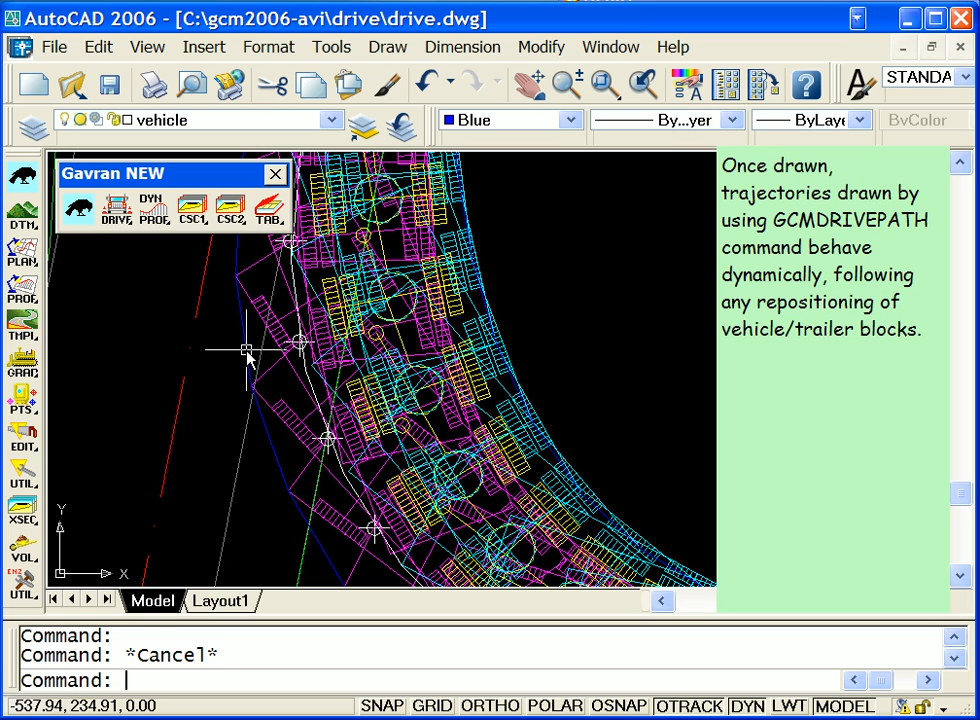 AutoCAD 2006 - [C:\gcm2006-avi\drive\drive.dwg]
File Edit View Insert Format Tools Draw Dimension Modify Window Help
STANDA
vehicle Blue By...yer ByLay ByColor
Gavran NEW
DRIVE DYN PROF. CSC1 CSC2 TAB.
DTM
PLAN
PROF
TMPL
GRAD
PTS
EDIT
UTIL
XSEC
VOL
ENZ UTIL
Once drawn,
trajectories drawn by
using GCMDRIVEPATH
command behave
dynamically, following
any repositioning of
vehicle/trailer blocks.
Y
X
Model Layout1
Command:
Command: *Cancel*
Command:
-537.94, 234.91, 0.00 SNAP GRID ORTHO POLAR OSNAP OTRACK DYN LWT MODEL